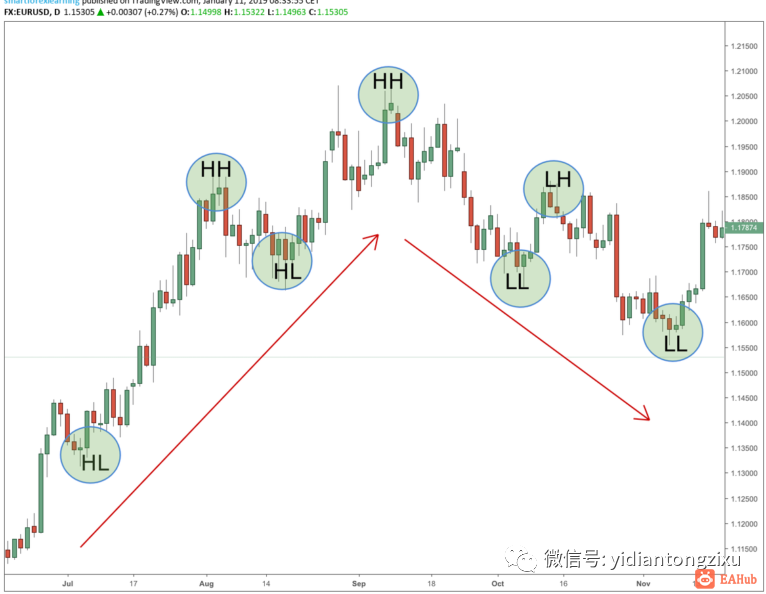 smartforexlearning published on TradingView.com, January 11, 2019 08:33:55 CET
FX:EURUSD, D 1.15305 ▲ +0.00307 (+0.27%) O:1.14998 H:1.15322 L:1.14963 C:1.15305
1.21500
1.21000
HH
1.20500
1.20000
1.19500
HH
1.19000
LH
1.18500
1.18000
1.17874
1.17500
HL
1.17000
LL
1.16500
1.16000
LL
1.15500
1.15000
1.14500
1.14000
1.13500
HL
1.13000
1.12500
1.12000
1.11500
微信号: yidiantongzixu
Jul 17 Aug 14 Sep 18 Oct 16 Nov
EAHub